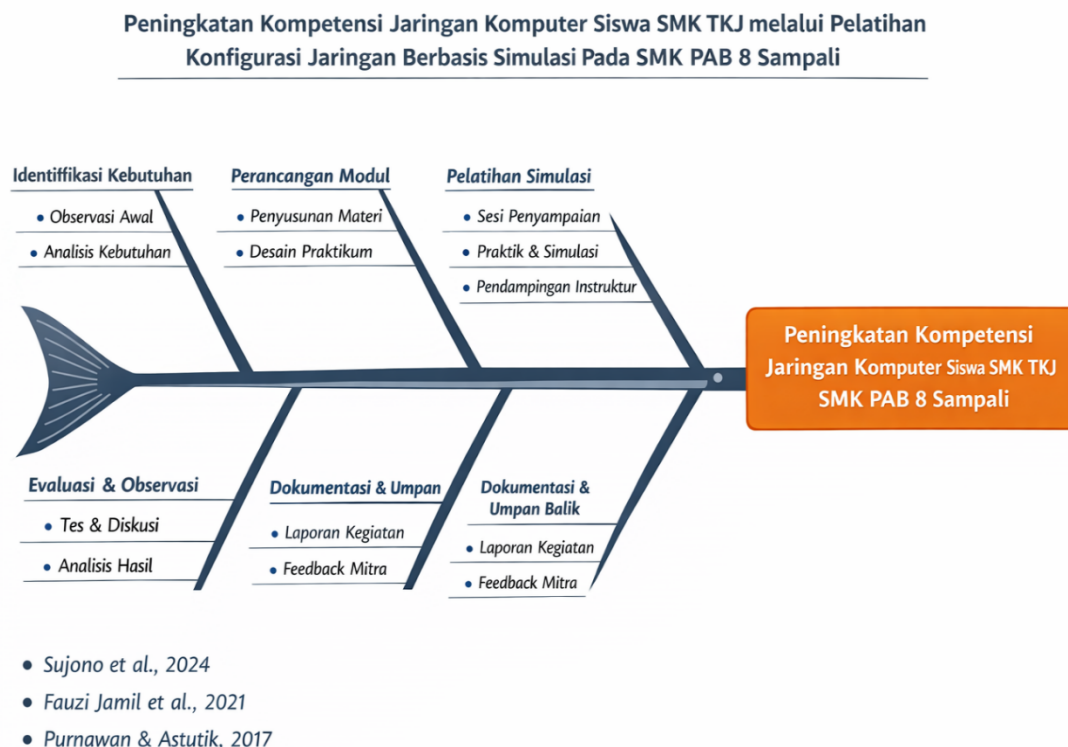 Peningkatan Kompetensi Jaringan Komputer Siswa SMK TKJ melalui Pelatihan
Konfigurasi Jaringan Berbasis Simulasi Pada SMK PAB 8 Sampali
Identiffikasi Kebutuhan
• Observasi Awal
• Analisis Kebutuhan
Perancangan Modul
• Penyusunan Materi
• Desain Praktikum
Pelatihan Simulasi
• Sesi Penyampaian
• Praktik & Simulasi
• Pendampingan Instruktur
Peningkatan Kompetensi
Jaringan Komputer Siswa SMK TKJ
SMK PAB 8 Sampali
Evaluasi & Observasi
• Tes & Diskusi
• Analisis Hasil
Dokumentasi & Umpan
• Laporan Kegiatan
• Feedback Mitra
Dokumentasi &
Umpan Balik
• Laporan Kegiatan
• Feedback Mitra
• Sujono et al., 2024
• Fauzi Jamil et al., 2021
• Purnawan & Astutik, 2017